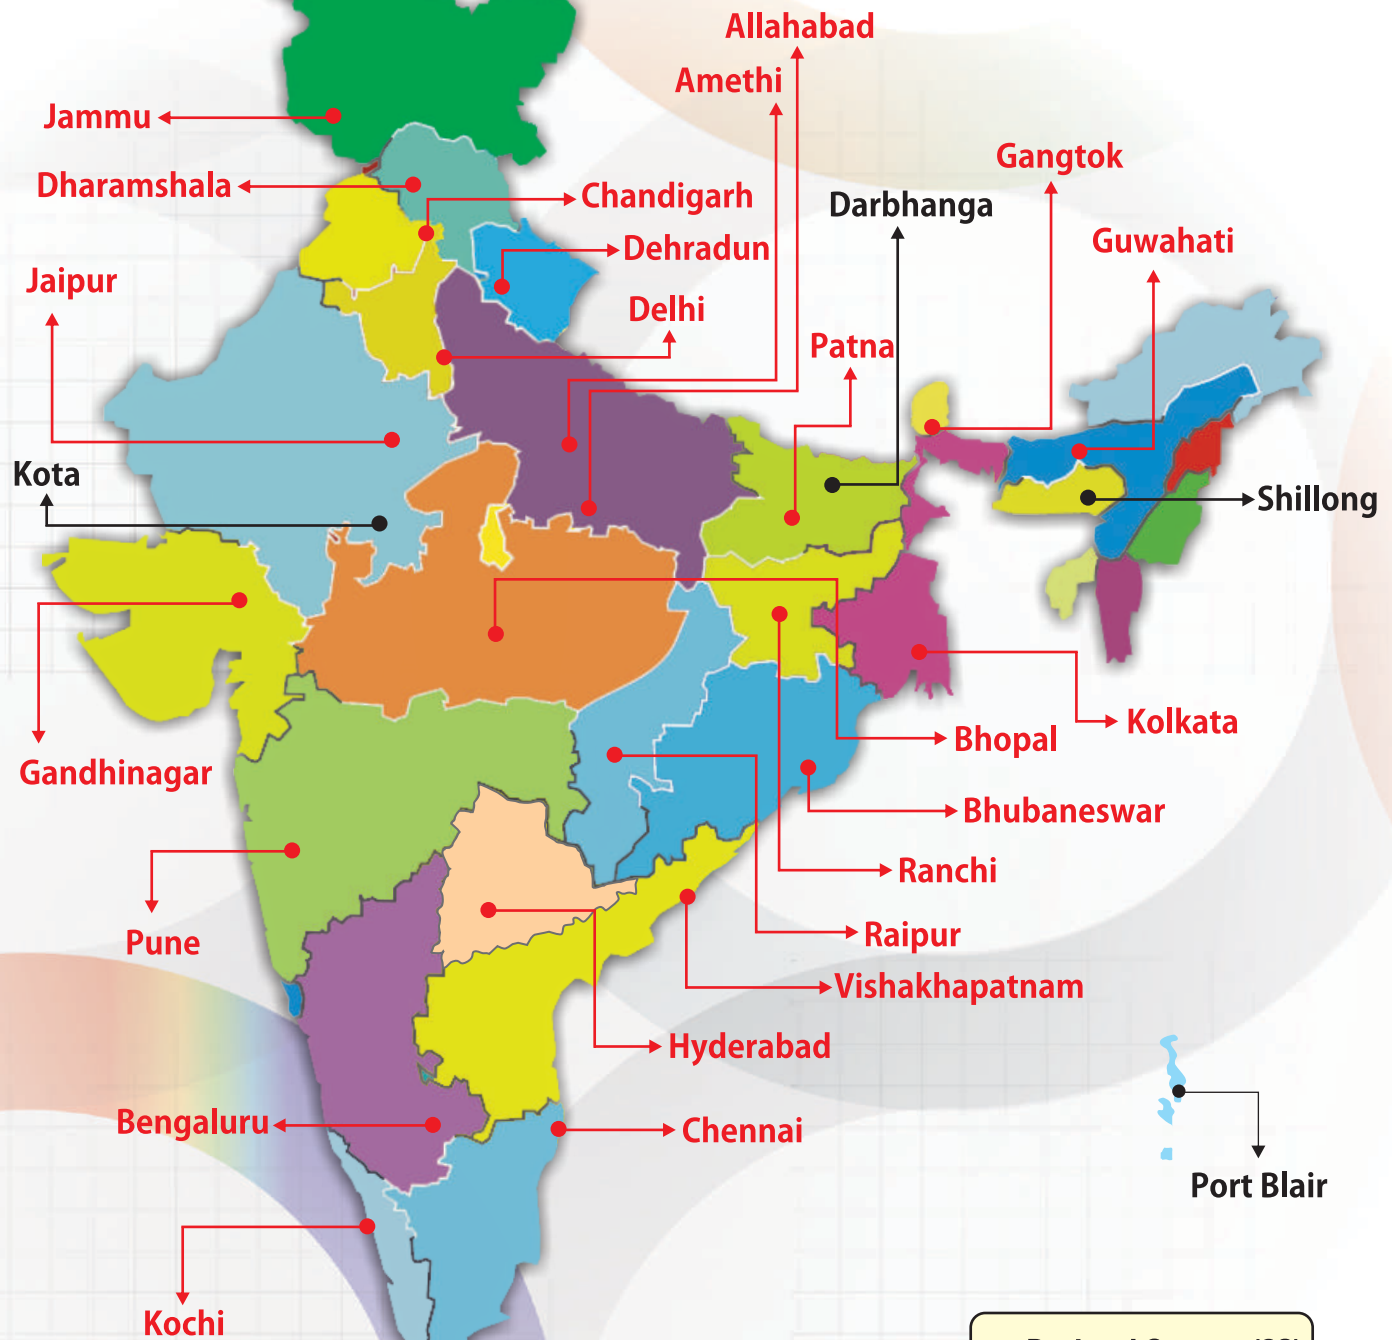 Allahabad
Amethi
Jammu
Gangtok
Dharamshala
Chandigarh
Darbhanga
Guwahati
Dehradun
Jaipur
Delhi
Patna
Kota
Shillong
Kolkata
Bhopal
Gandhinagar
Bhubaneswar
Ranchi
Raipur
Pune
Vishakhapatnam
Hyderabad
Bengaluru
Chennai
Port Blair
Kochi